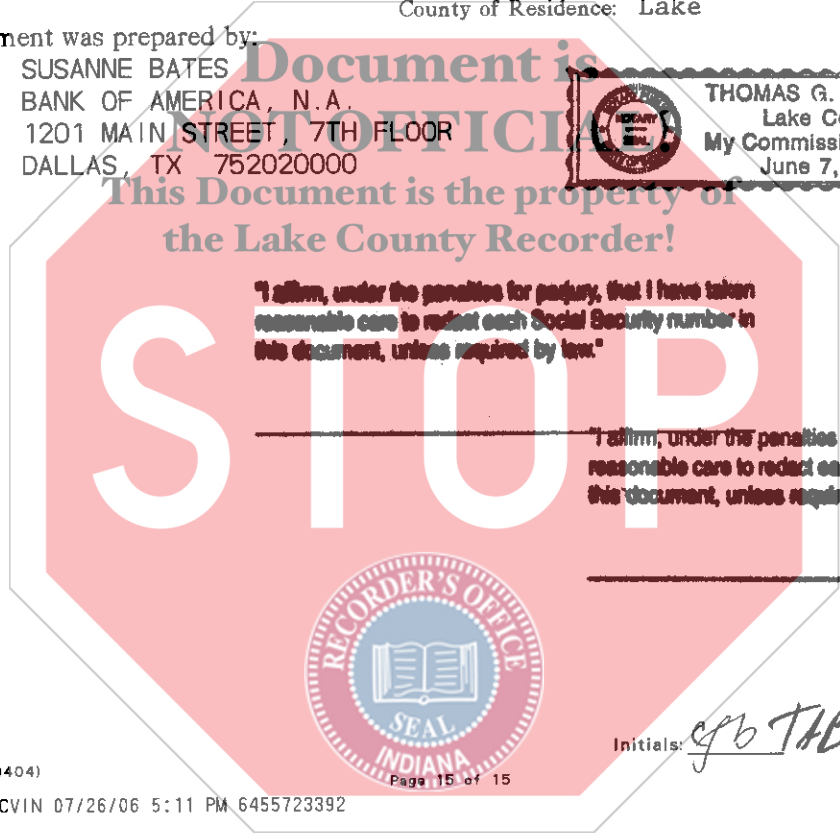 County of Residence: Lake
ment was prepared by:
SUSANNE BATES
BANK OF AMERICA, N.A.
1201 MAIN STREET, 7TH FLOOR
DALLAS, TX 752020000
Document is
NOT OFFICIAL!
This Document is the property of
the Lake County Recorder!
THOMAS G.
Lake Co
My Commissi
June 7,
NOTARY
SEAL
"I affirm, under the penalties for perjury, that I have taken
reasonable care to redact each Social Security number in
this document, unless required by law."
STOP
"I affirm, under the penalties
reasonable care to redact ea
this document, unless requir
RECORDER'S OFFICE
SEAL
INDIANA
Initials: TAB
Page 15 of 15
0404)
CVIN 07/26/06 5:11 PM 6455723392